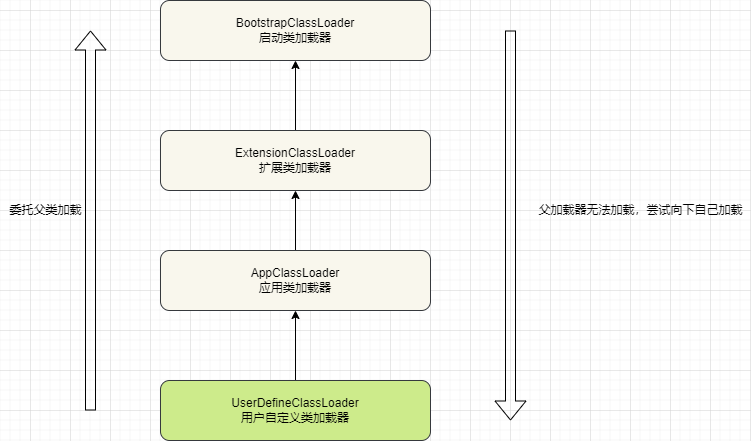 BootstrapClassLoader
启动类加载器
ExtensionClassLoader
扩展类加载器
委托父类加载
父加载器无法加载，尝试向下自己加载
AppClassLoader
应用类加载器
UserDefineClassLoader
用户自定义类加载器